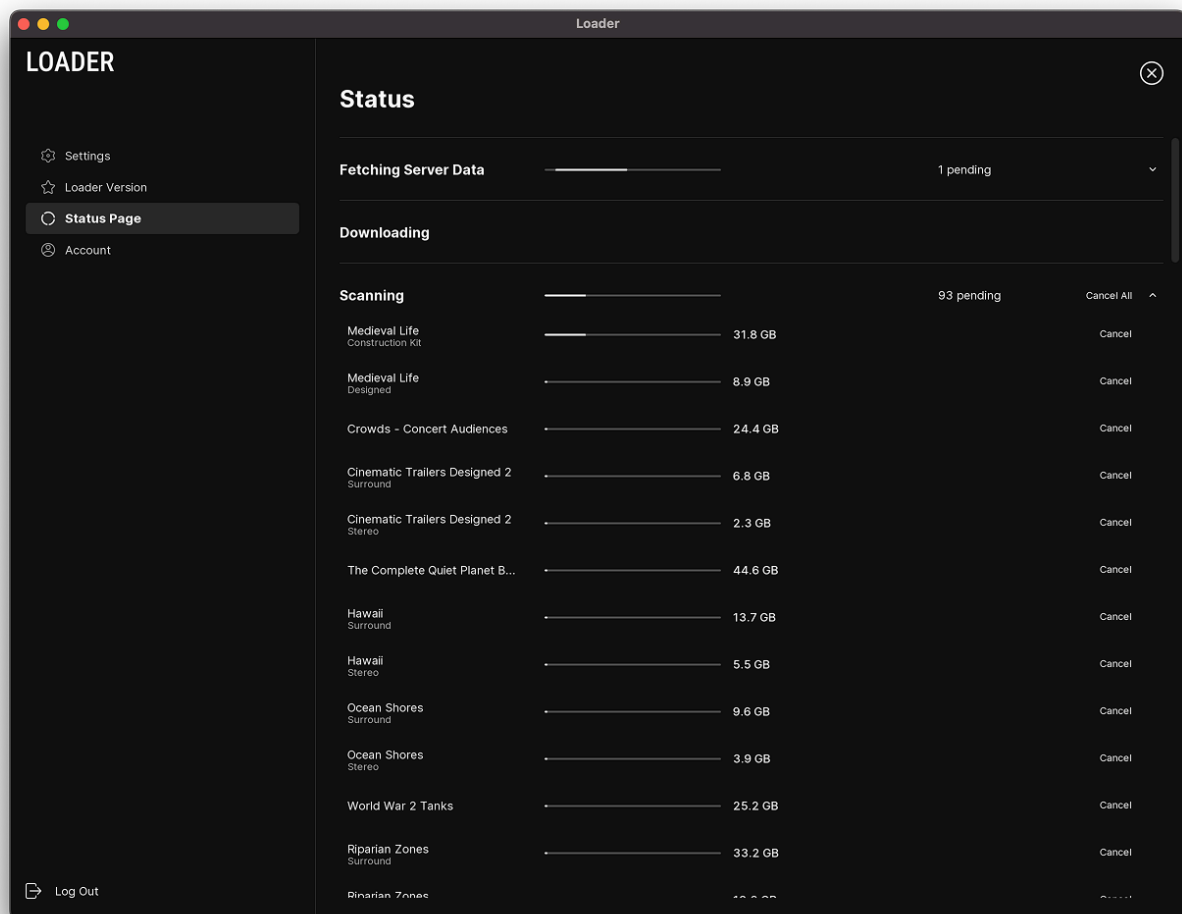 Loader
LOADER
Settings
Loader Version
Status Page
Account
Log Out
Status
Fetching Server Data 1 pending
Downloading
Scanning 93 pending Cancel All
Medieval Life
Construction Kit
31.8 GB Cancel
Medieval Life
Designed
8.9 GB Cancel
Crowds - Concert Audiences 24.4 GB Cancel
Cinematic Trailers Designed 2
Surround
6.8 GB Cancel
Cinematic Trailers Designed 2
Stereo
2.3 GB Cancel
The Complete Quiet Planet B... 44.6 GB Cancel
Hawaii
Surround
13.7 GB Cancel
Hawaii
Stereo
5.5 GB Cancel
Ocean Shores
Surround
9.6 GB Cancel
Ocean Shores
Stereo
3.9 GB Cancel
World War 2 Tanks 25.2 GB Cancel
Riparian Zones
Surround
33.2 GB Cancel
Riparian Zones